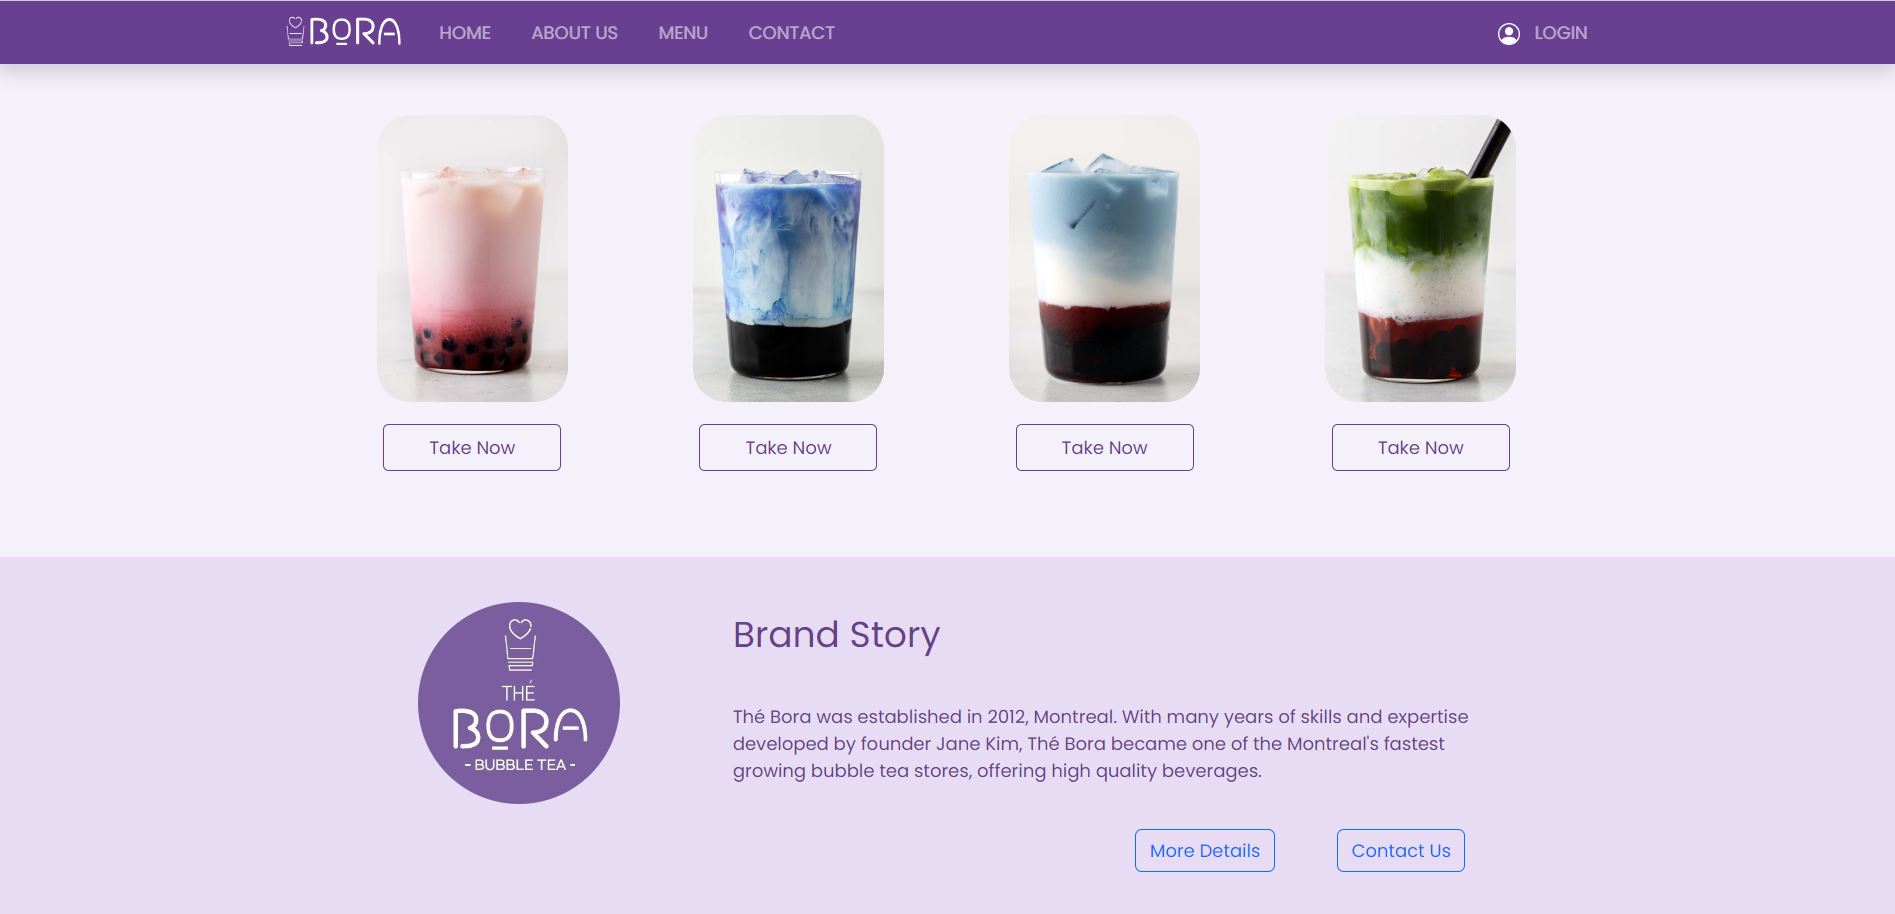 BORA
HOME
ABOUT US
MENU
CONTACT
LOGIN
Take Now
Take Now
Take Now
Take Now
THÉ
BORA
- BUBBLE TEA -
Brand Story
Thé Bora was established in 2012, Montreal. With many years of skills and expertise
developed by founder Jane Kim, Thé Bora became one of the Montreal's fastest
growing bubble tea stores, offering high quality beverages.
More Details
Contact Us